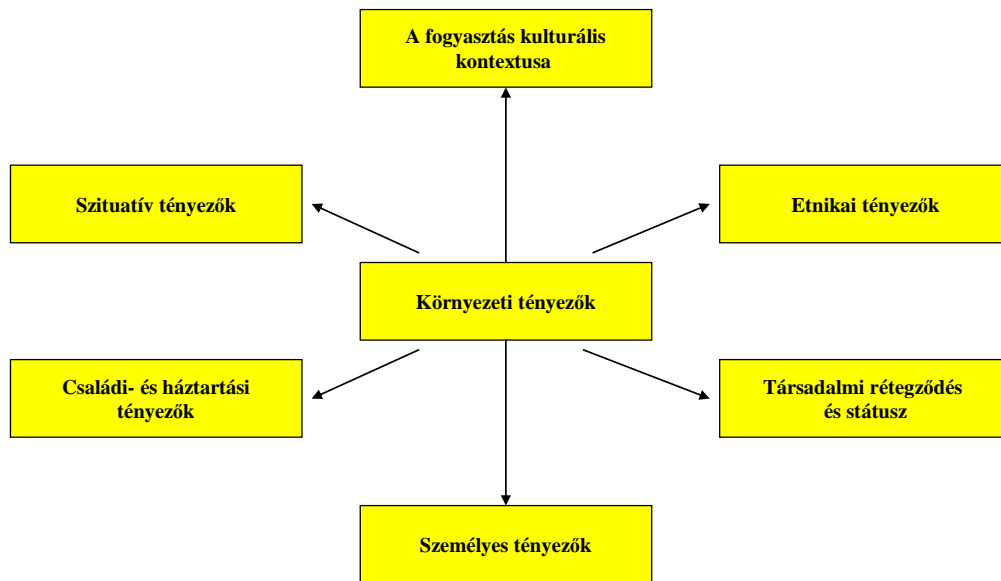 A fogyasztás kulturális
kontextusa
Szituatív tényezők
Etnikai tényezők
Környezeti tényezők
Családi- és háztartási
tényezők
Társadalmi rétegződés
és státusz
Személyes tényezők